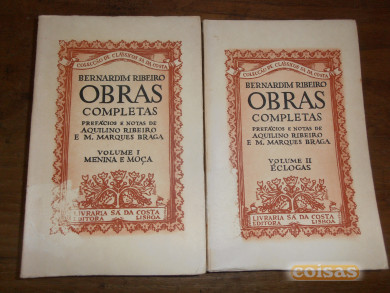 COLECÇÃO DE CLÁSSICOS SÁ DA COSTA
BERNARDIM RIBEIRO
OBRAS
COMPLETAS
PREFÁCIOS E NOTAS DE
AQUILINO RIBEIRO
E M. MARQUES BRAGA
VOLUME I
MENINA E MOÇA
LIVRARIA SÁ DA COSTA
EDITORA LISBOA
COLECÇÃO DE CLÁSSICOS SÁ DA COSTA
BERNARDIM RIBEIRO
OBRAS
COMPLETAS
PREFÁCIOS E NOTAS DE
AQUILINO RIBEIRO
E M. MARQUES BRAGA
VOLUME II
ÉCLOGAS
LIVRARIA SÁ DA COSTA
EDITORA LISBOA
coisas